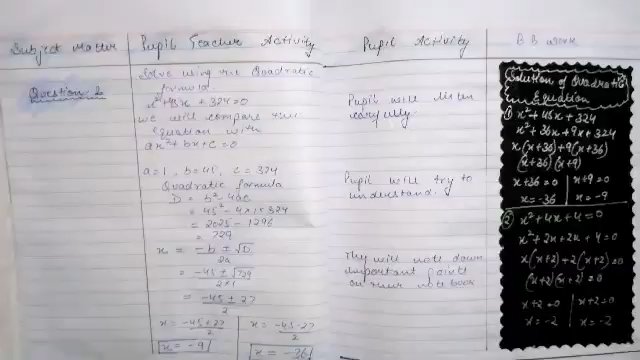 Subject Matter
Pupil Teacher Activity
Pupil Activity
B B work
Question 2
Solve using the Quadratic
formula.
x²+45x + 324=0
we will compare this
Equation with
ax²+bx+c=0
a=1, b=45, c=324
Quadratic formula
D = b²-4ac
= 45²-4×1×324
= 2025-1296
= 729
x = -b ± √D
2a
= -45 ± √729
2×1
= -45 ± 27
2
x = -45+27
2
x = -45-27
2
x = -9
x = -36
Pupil will listen
carefully.
Pupil will try to
understand.
They will note down
important points
on their note book
Solution of Quadratic
Equation
① x²+45x+324
x²+36x+9x+324
x(x+36)+9(x+36)
(x+36)(x+9)
x+36=0
x+9=0
x=-36
x=-9
② x²+4x+4=0
x²+2x+2x+4=0
x(x+2)+2(x+2)=0
(x+2)(x+2)=0
x+2=0
x+2=0
x=-2
x=-2